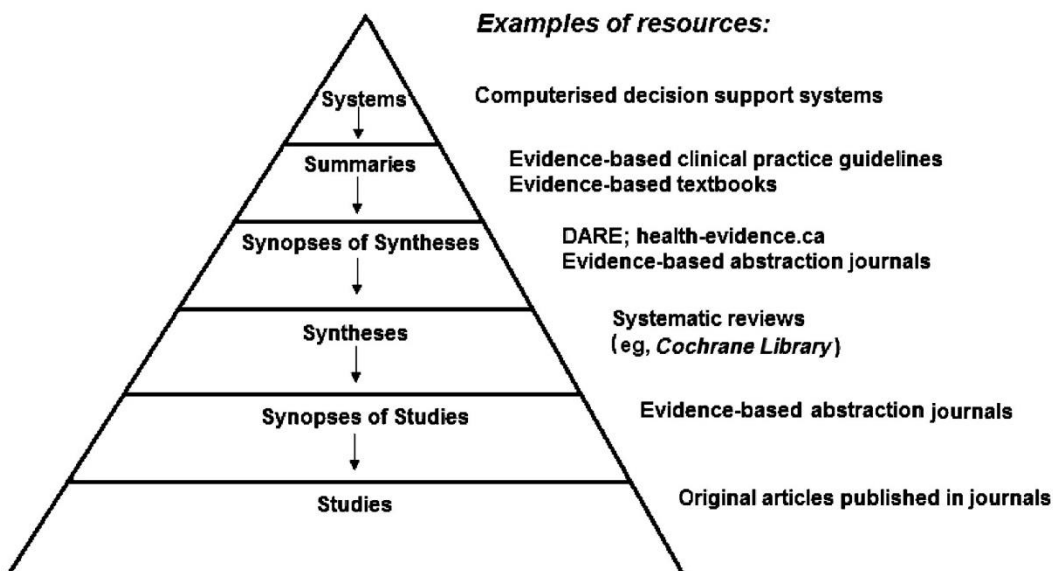 Examples of resources:
Systems
Computerised decision support systems
Summaries
Evidence-based clinical practice guidelines
Evidence-based textbooks
Synopses of Syntheses
DARE; health-evidence.ca
Evidence-based abstraction journals
Syntheses
Systematic reviews
(eg, Cochrane Library)
Synopses of Studies
Evidence-based abstraction journals
Studies
Original articles published in journals